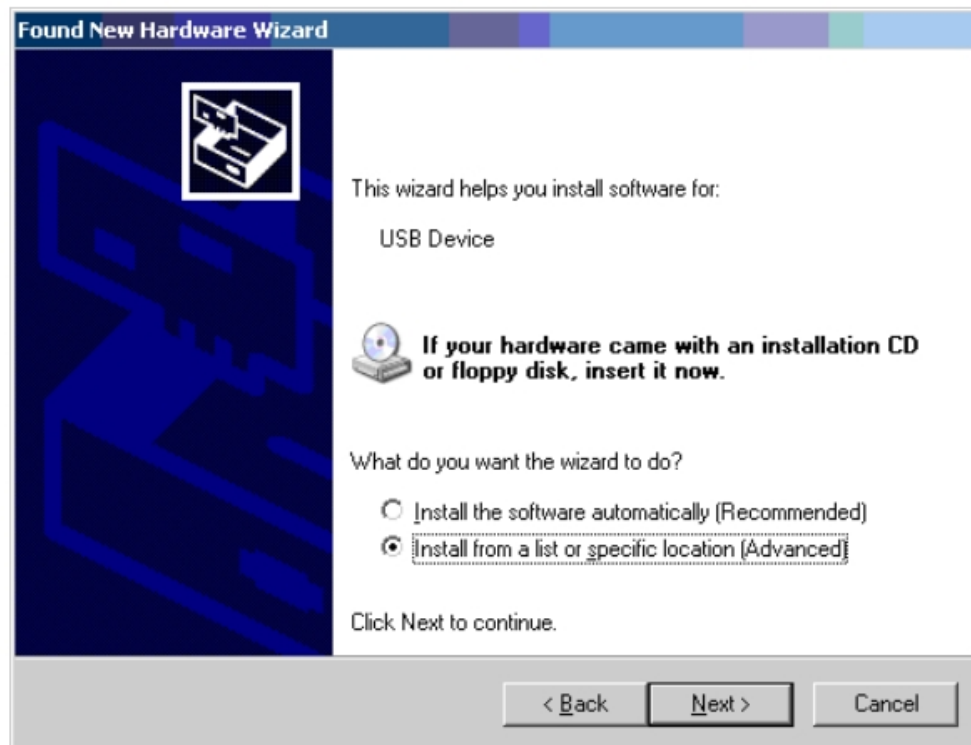 Found New Hardware Wizard
This wizard helps you install software for:
USB Device
If your hardware came with an installation CD
or floppy disk, insert it now.
What do you want the wizard to do?
Install the software automatically (Recommended)
Install from a list or specific location (Advanced)
Click Next to continue.
< Back
Next >
Cancel